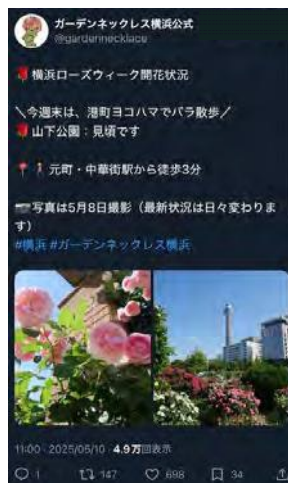 ガーデンネックレス横浜公式
@gardennecklace
🌹横浜ローズウィーク開花状況
＼今週末は、港町ヨコハマでバラ散歩／
🌹山下公園：見頃です
📍🚶元町・中華街駅から徒歩3分
📷写真は5月8日撮影（最新状況は日々変わりま
す）
#横浜 #ガーデンネックレス横浜
11:00 · 2025/05/10 · 4.9万回表示
1 147 698 34